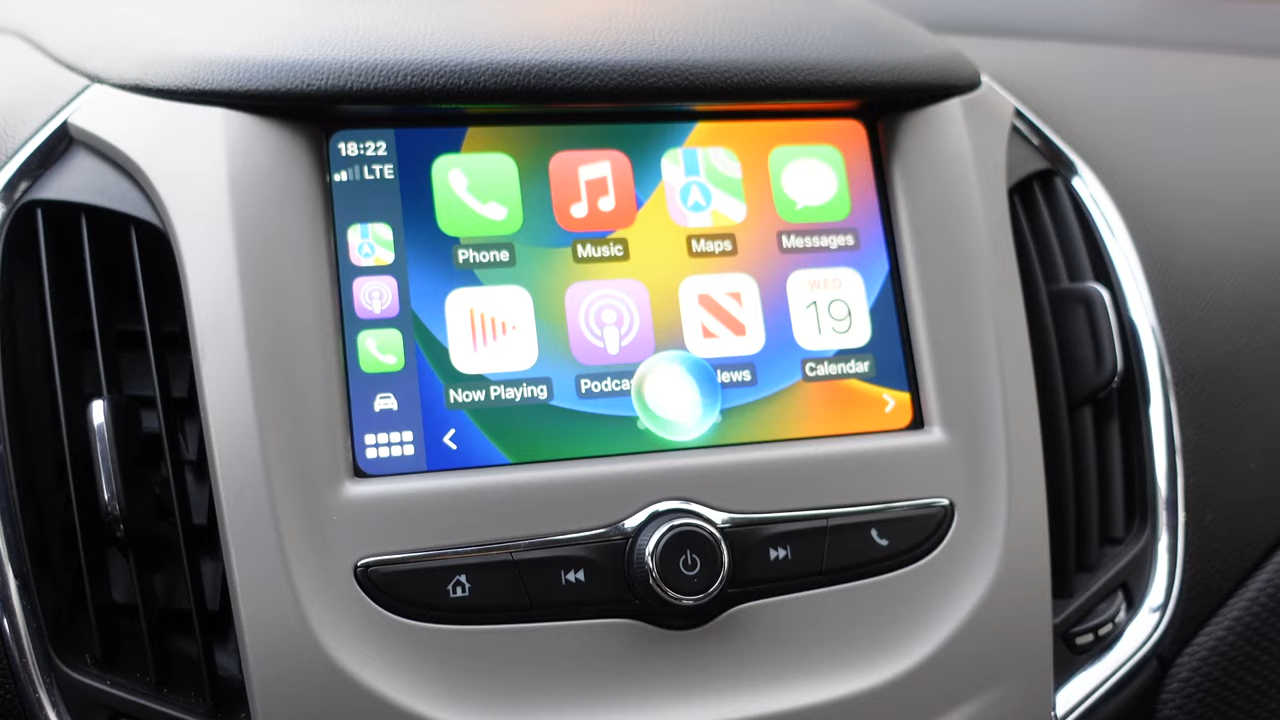 18:22
LTE
Phone
Music
Maps
Messages
WED
19
Now Playing
Calendar